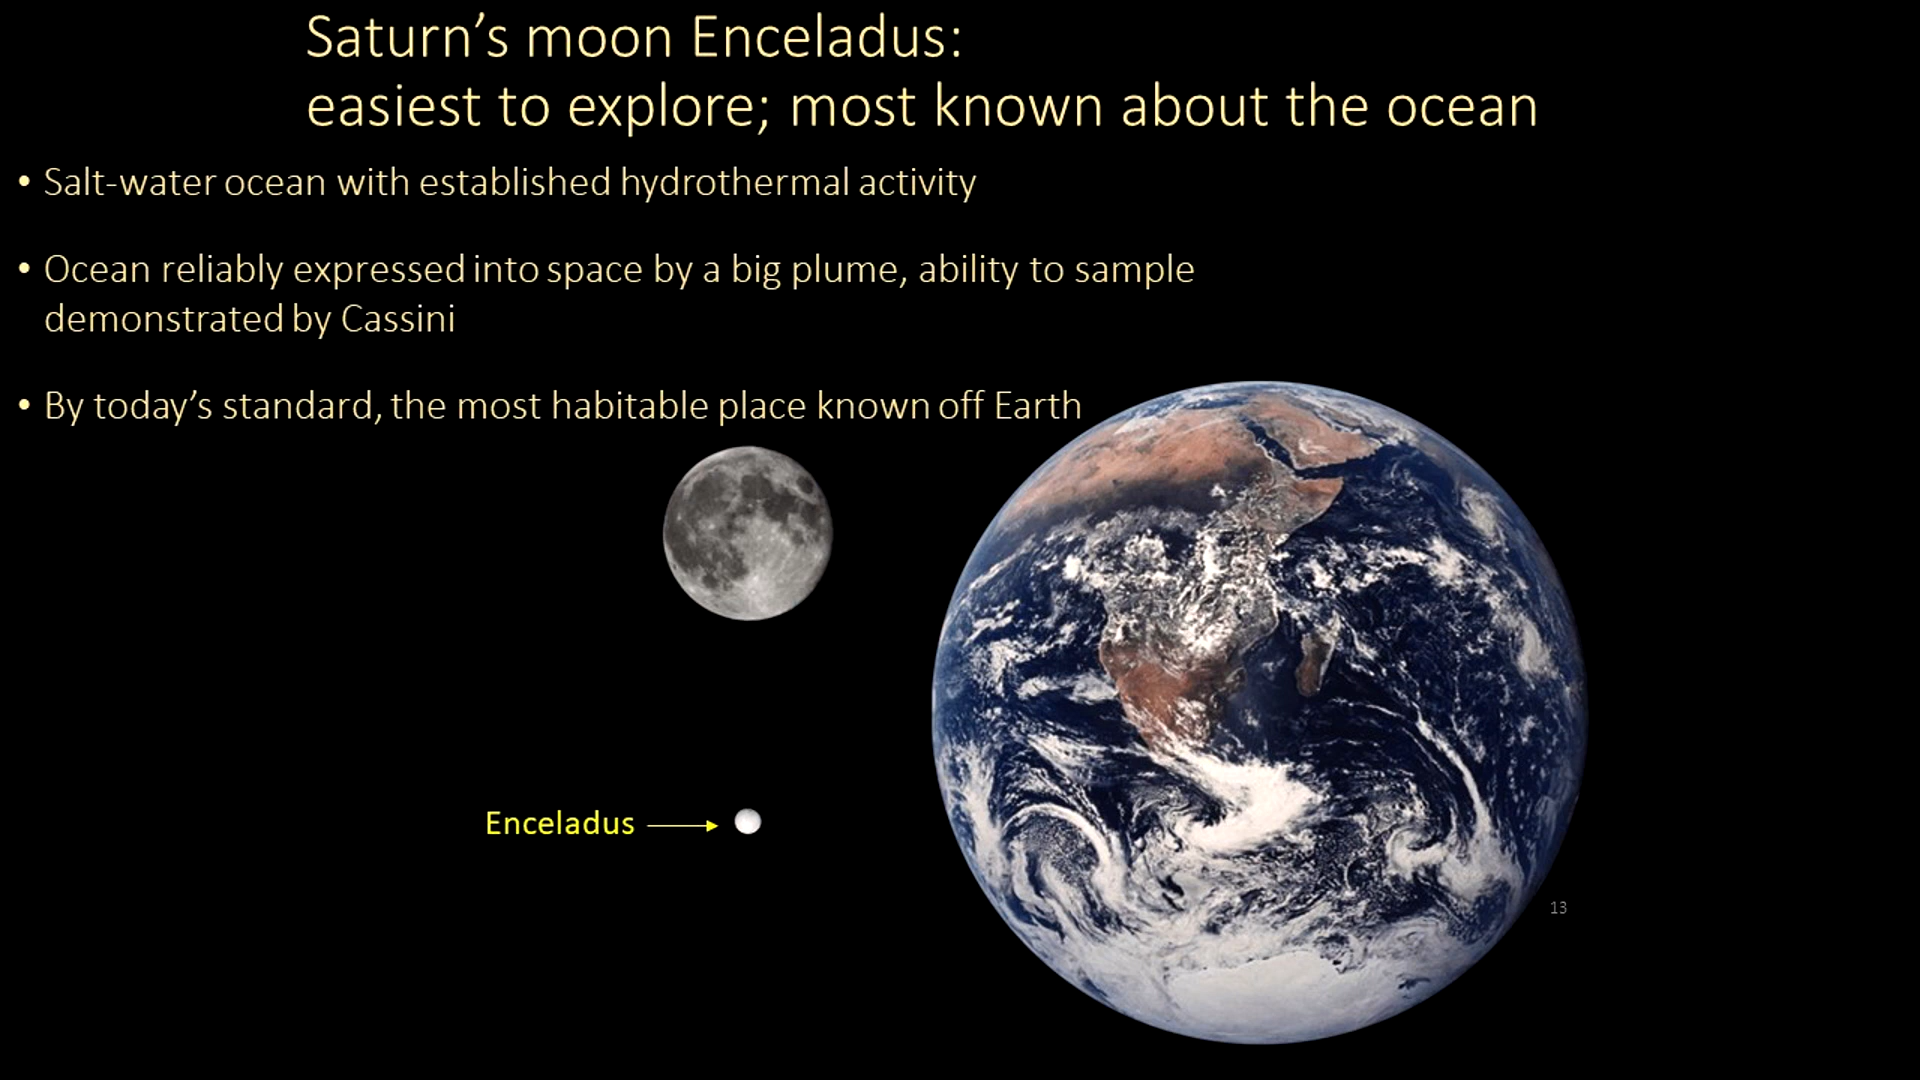 Saturn’s moon Enceladus:
easiest to explore; most known about the ocean
• Salt-water ocean with established hydrothermal activity
• Ocean reliably expressed into space by a big plume, ability to sample
demonstrated by Cassini
• By today’s standard, the most habitable place known off Earth
Enceladus
13